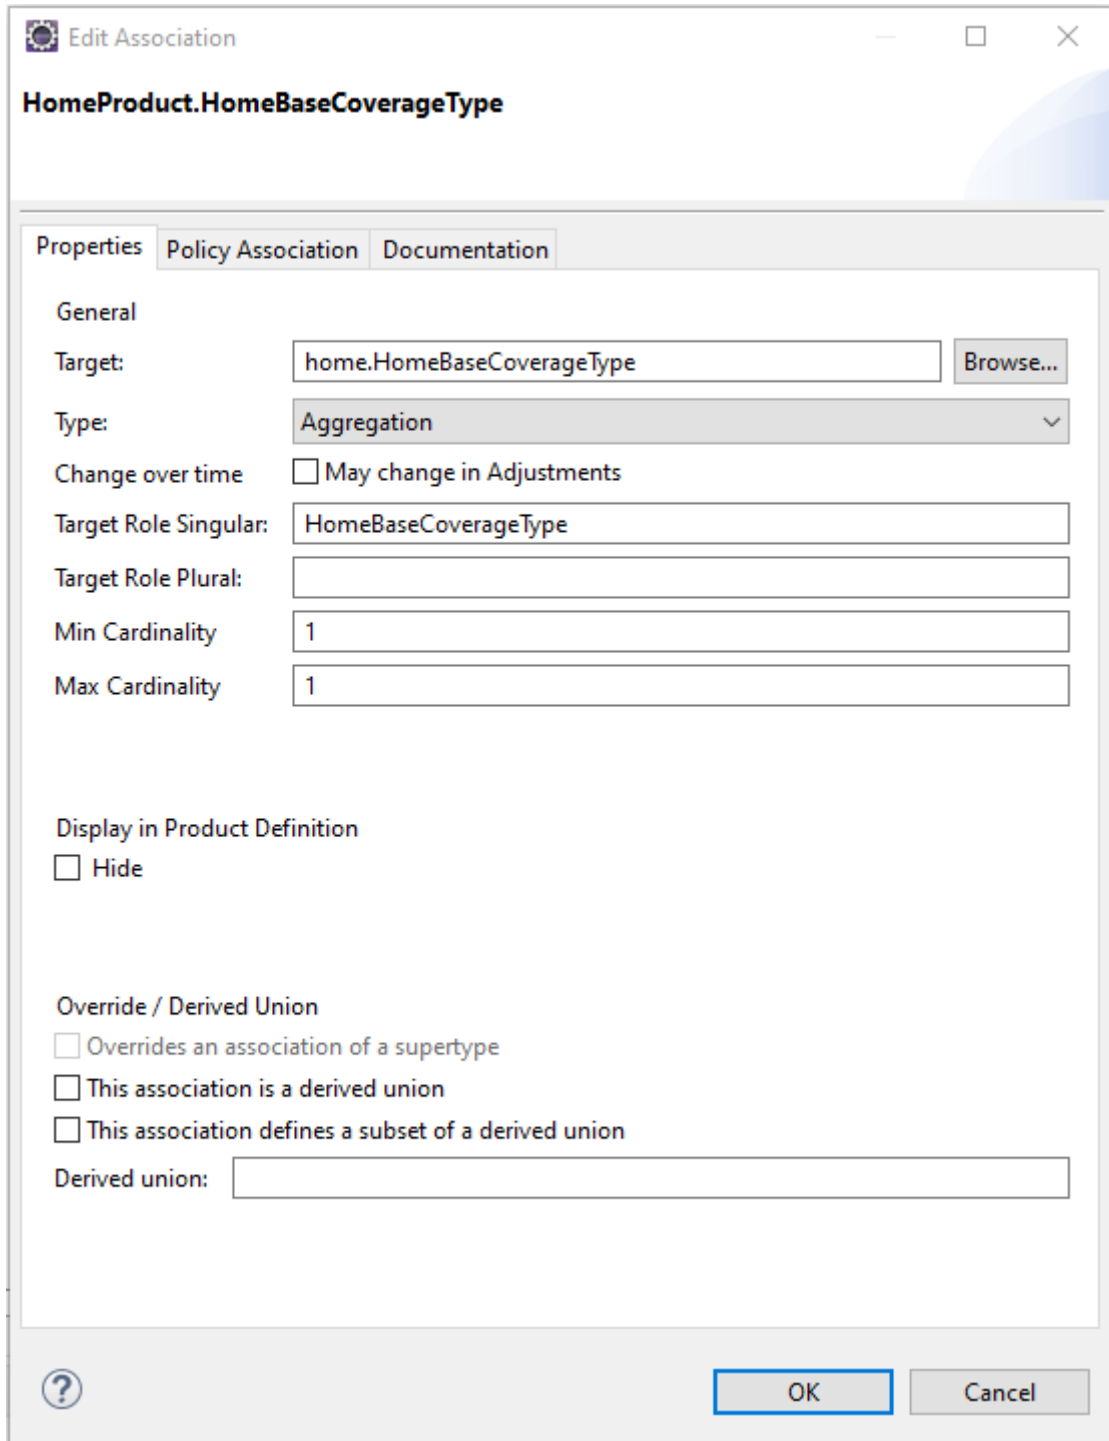 Edit Association
HomeProduct.HomeBaseCoverageType
Properties Policy Association Documentation
General
Target: home.HomeBaseCoverageType Browse...
Type: Aggregation
Change over time May change in Adjustments
Target Role Singular: HomeBaseCoverageType
Target Role Plural:
Min Cardinality 1
Max Cardinality 1
Display in Product Definition
Hide
Override / Derived Union
Overrides an association of a supertype
This association is a derived union
This association defines a subset of a derived union
Derived union:
? OK Cancel